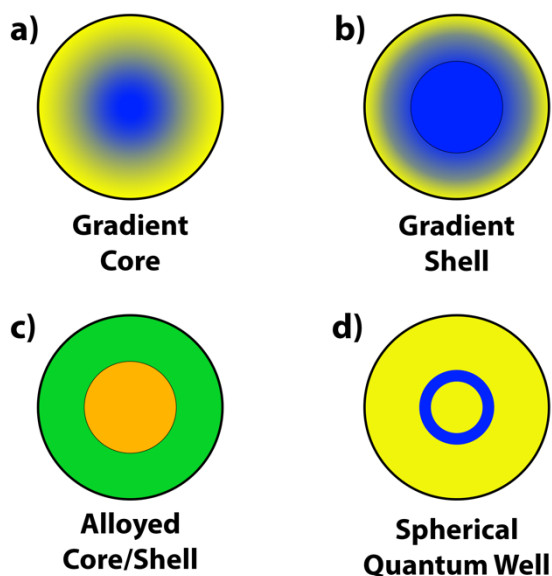 a)
Gradient
Core
b)
Gradient
Shell
c)
Alloyed
Core/Shell
d)
Spherical
Quantum Well